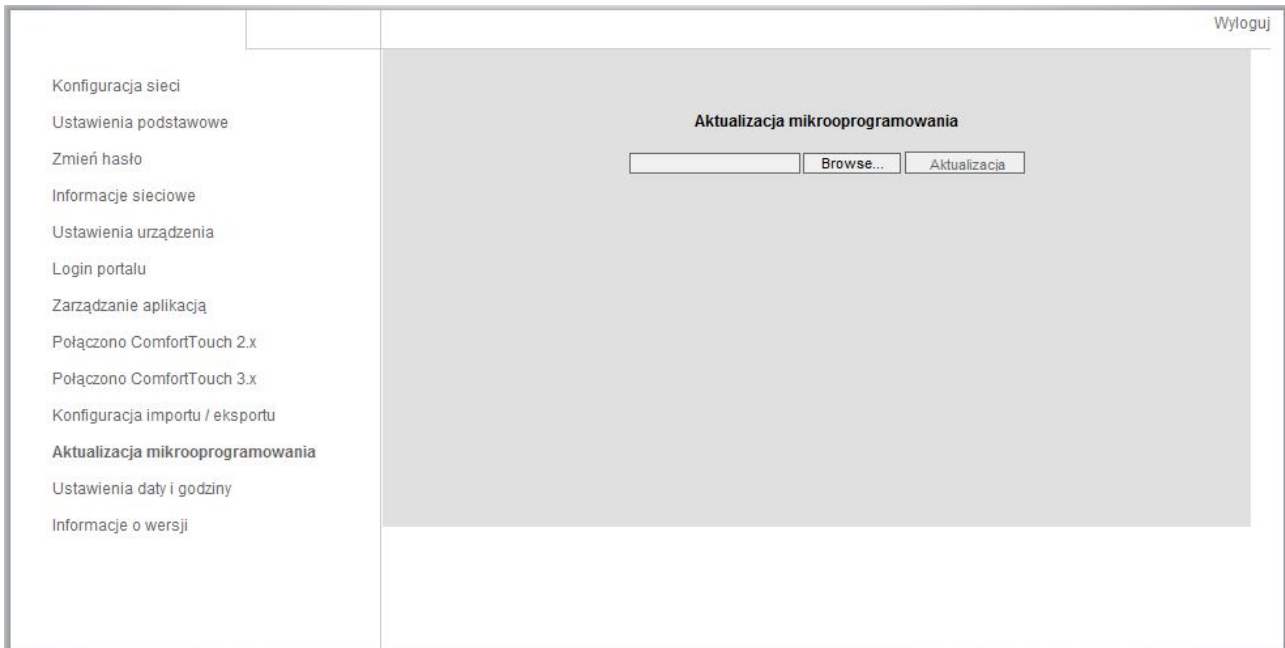 Wyloguj
Konfiguracja sieci
Ustawienia podstawowe
Zmień hasło
Informacje sieciowe
Ustawienia urządzenia
Login portalu
Zarządzanie aplikacją
Połączono ComfortTouch 2.x
Połączono ComfortTouch 3.x
Konfiguracja importu / eksportu
Aktualizacja mikrooprogramowania
Ustawienia daty i godziny
Informacje o wersji
Aktualizacja mikrooprogramowania
Browse... Aktualizacja